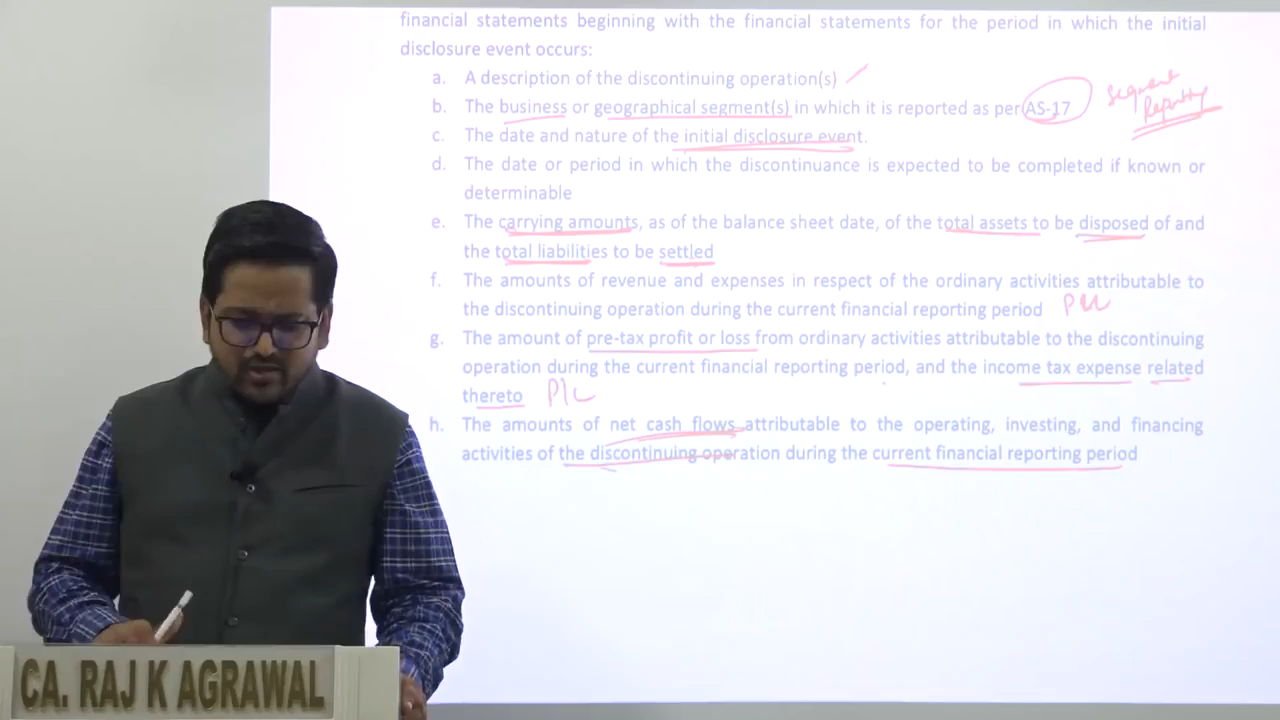 financial statements beginning with the financial statements for the period in which the initial
disclosure event occurs:
a. A description of the discontinuing operation(s)
b. The business or geographical segment(s) in which it is reported as per AS-17
Segment
Reporting
c. The date and nature of the initial disclosure event.
d. The date or period in which the discontinuance is expected to be completed if known or
determinable
e. The carrying amounts, as of the balance sheet date, of the total assets to be disposed of and
the total liabilities to be settled
f. The amounts of revenue and expenses in respect of the ordinary activities attributable to
the discontinuing operation during the current financial reporting period
g. The amount of pre-tax profit or loss from ordinary activities attributable to the discontinuing
operation during the current financial reporting period, and the income tax expense related
thereto P/L
h. The amounts of net cash flows attributable to the operating, investing, and financing
activities of the discontinuing operation during the current financial reporting period
CA. RAJ K AGRAWAL